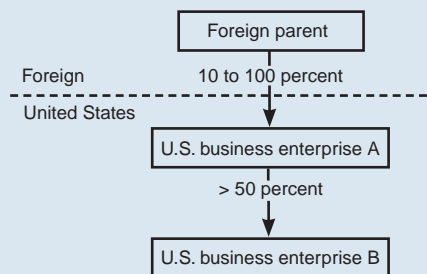 Foreign parent
Foreign
10 to 100 percent
United States
U.S. business enterprise A
> 50 percent
U.S. business enterprise B